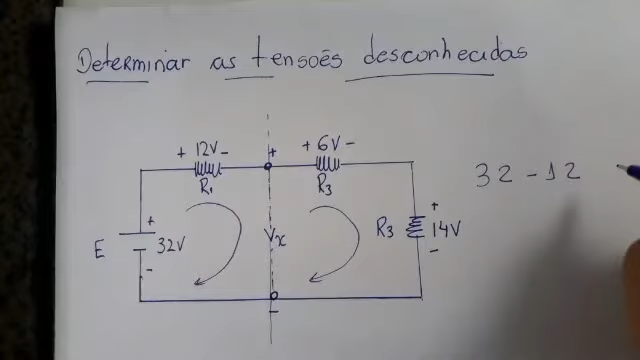 Determinar as tensoẽs desconhecidas
+ 12V - + + 6V -
R1 R3
32 - 12
+ +
E 32V Vx R3 14V
- -
-